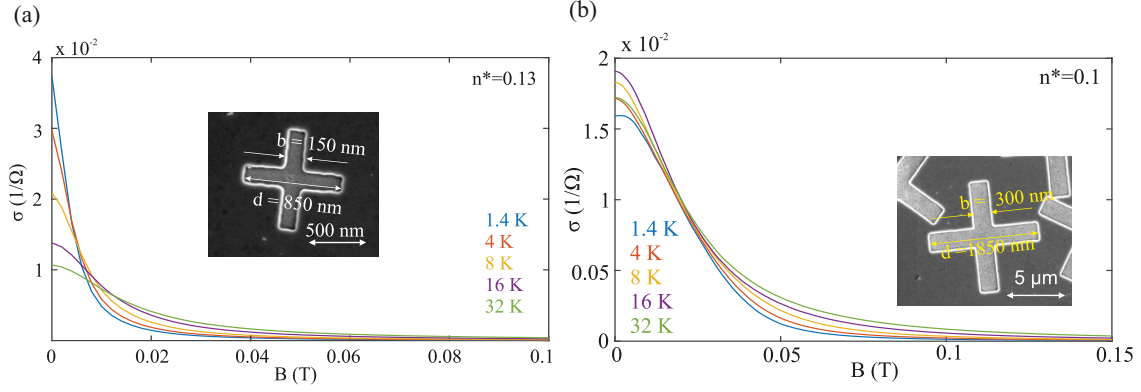 (a)
x 10⁻²
4
3
2
1
σ (1/Ω)
n*=0.13
b = 150 nm
d = 850 nm
500 nm
1.4 K
4 K
8 K
16 K
32 K
0 0.02 0.04 0.06 0.08 0.1
B (T)
(b)
x 10⁻²
2
1.5
1
0.5
0
σ (1/Ω)
n*=0.1
b = 300 nm
d =1850 nm
5 µm
1.4 K
4 K
8 K
16 K
32 K
0 0.05 0.1 0.15
B (T)